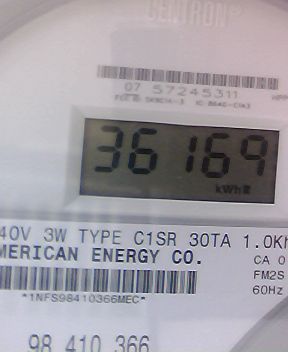 CENTRON®
07 57245311
36169
kWh
40V 3W TYPE C1SR 30TA 1.0Kh
MERICAN ENERGY CO.
CA 0
FM2S
60Hz
*1NFS98410366MEC*
98 410 366